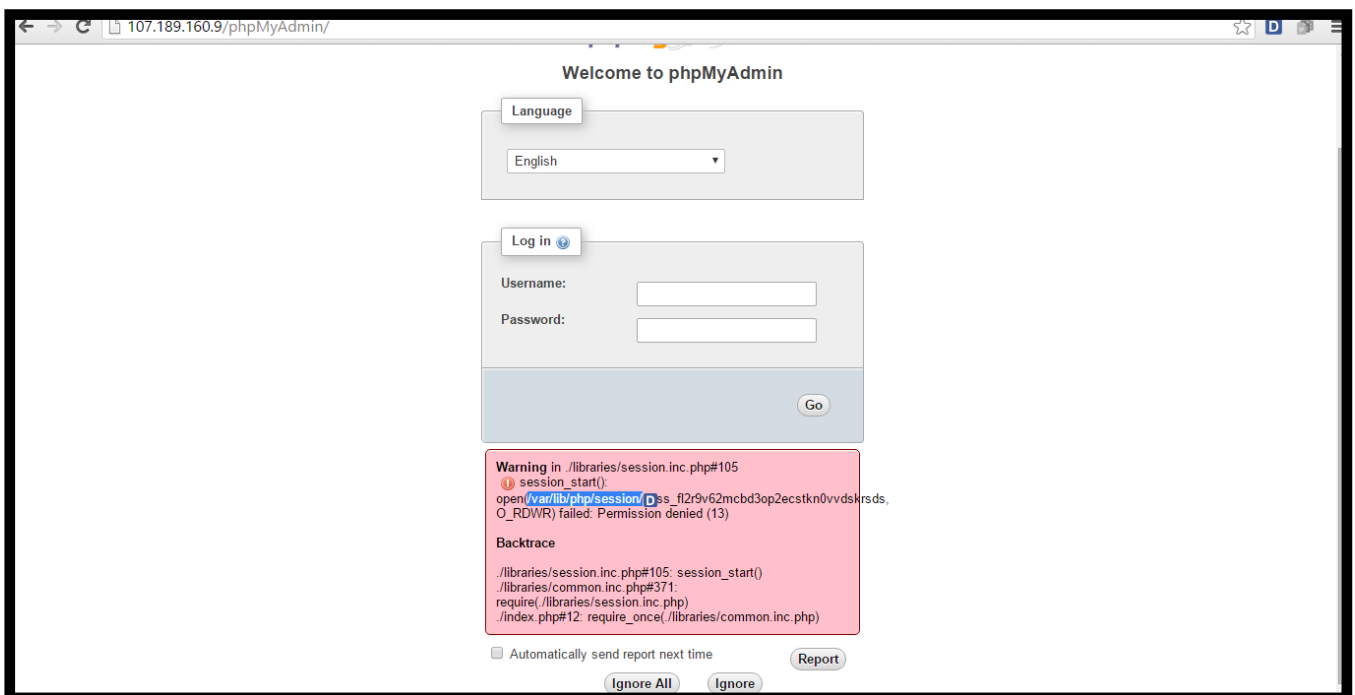 107.189.160.9/phpMyAdmin/
D
Welcome to phpMyAdmin
Language
English
Log in
Username:
Password:
Go
Warning in ./libraries/session.inc.php#105
session_start():
open(/var/lib/php/session/ D ss_fl2r9v62mcbd3op2ecstkn0vvdskrsds,
O_RDWR) failed: Permission denied (13)
Backtrace
./libraries/session.inc.php#105: session_start()
./libraries/common.inc.php#371:
require(./libraries/session.inc.php)
./index.php#12: require_once(./libraries/common.inc.php)
Automatically send report next time
Report
Ignore All
Ignore